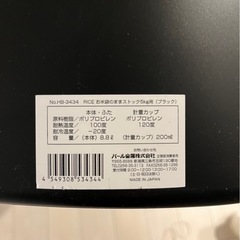 No.HB-3434 RICE お米袋のままストック5kg用（ブラック）
本体・ふた 計量カップ
原料樹脂/ポリプロピレン ポリプロピレン
耐熱温度/ 100度 120度
耐冷温度/ －20度
容量/（本体）8.8ℓ （計量カップ）200㎖
パール金属株式会社
4 549308 534344
MADE IN JAPAN